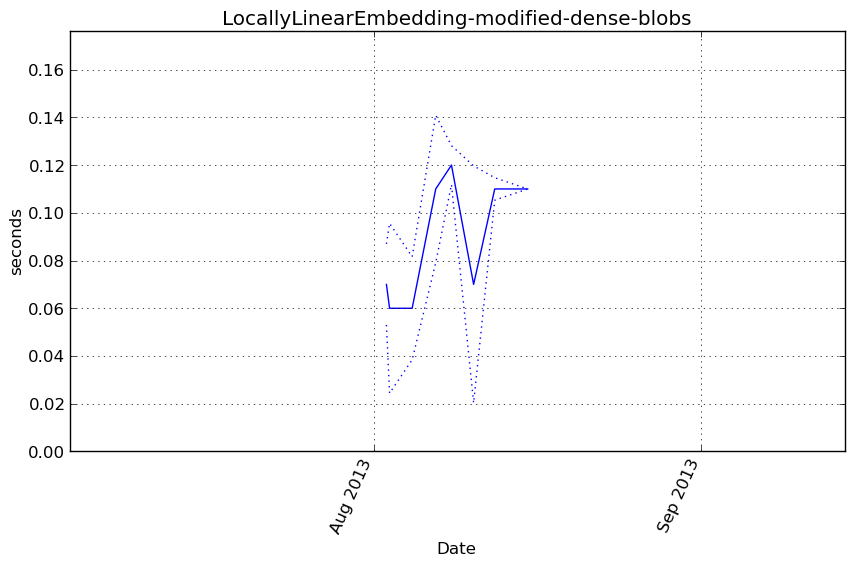 LocallyLinearEmbedding-modified-dense-blobs
0.16
0.14
0.12
0.10
0.08
0.06
0.04
0.02
0.00
seconds
Aug 2013
Sep 2013
Date